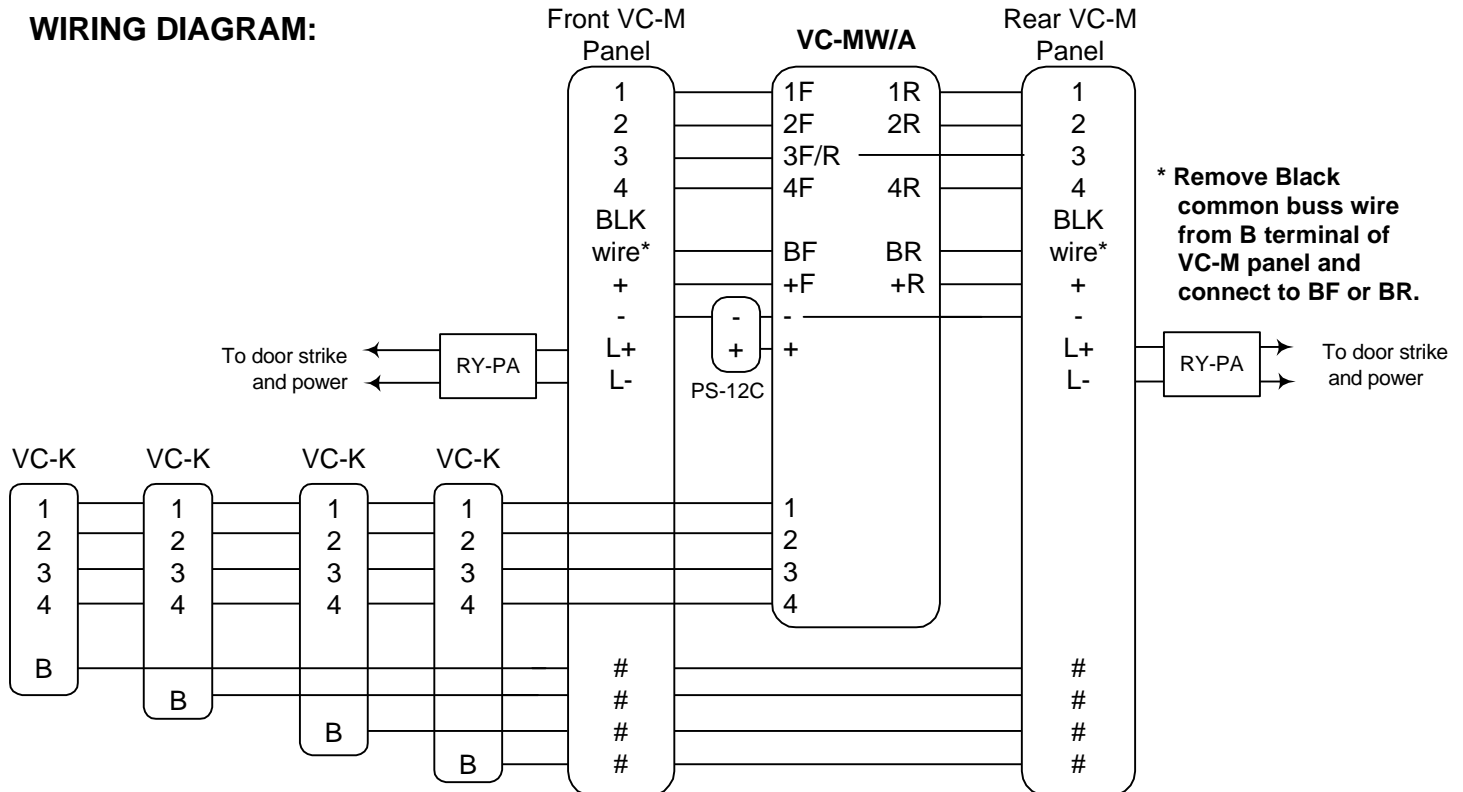 WIRING DIAGRAM:
Front VC-M
Panel
VC-MW/A
Rear VC-M
Panel
1
2
3
4
BLK
wire*
+
-
L+
L-
#
#
#
#
1F 1R
2F 2R
3F/R
4F 4R
BF BR
+F +R
-
+
1
2
3
4
-
+
PS-12C
1
2
3
4
BLK
wire*
+
-
L+
L-
#
#
#
#
* Remove Black
common buss wire
from B terminal of
VC-M panel and
connect to BF or BR.
To door strike
and power
RY-PA
RY-PA
To door strike
and power
VC-K VC-K VC-K VC-K
1 1 1 1
2 2 2 2
3 3 3 3
4 4 4 4
B
B
B
B